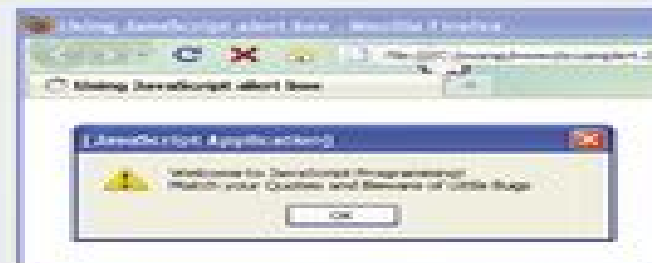 Using JavaScript alert box - Mozilla Firefox
Using JavaScript alert box
[JavaScript Application]
Welcome to JavaScript Programming!
Match your Quotes and Beware of Little Bugs
OK